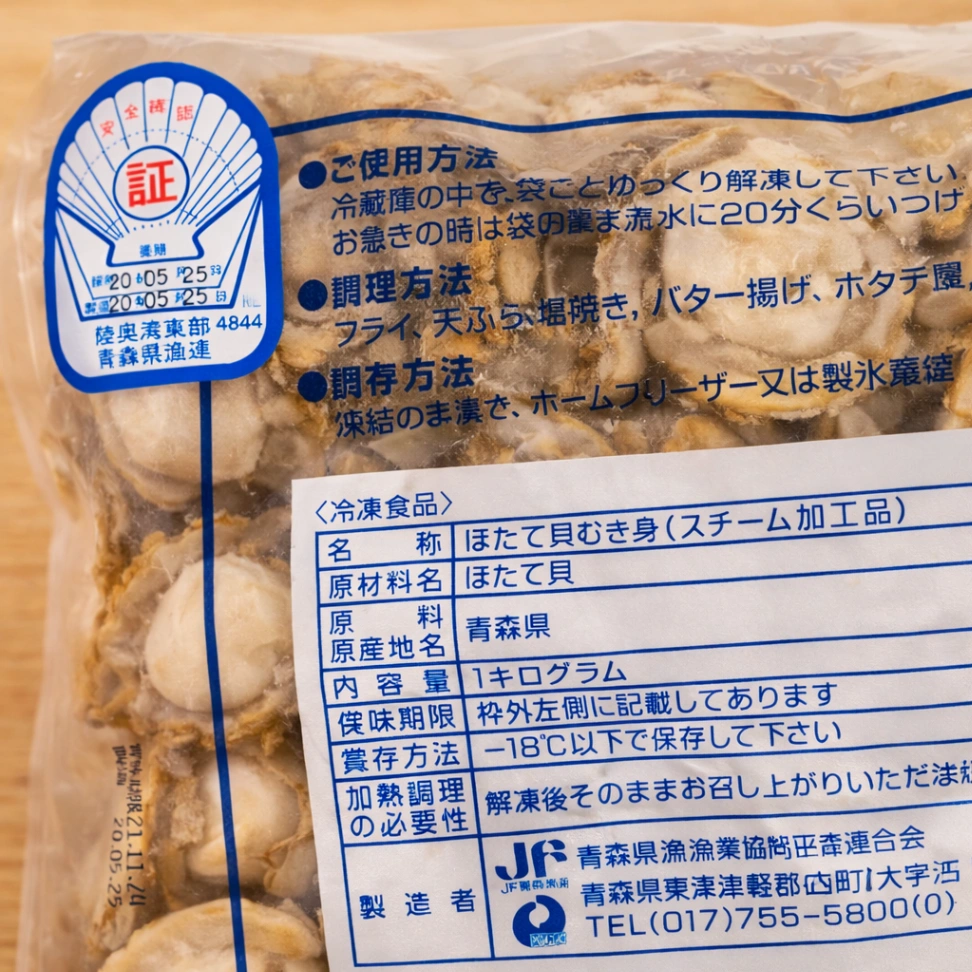 安全確認
証
20 05 25
20 05 25
陸奥湾東部 4844
青森県漁連
●ご使用方法
冷蔵庫の中で、袋ごとゆっくり解凍して下さい
お急ぎの時は袋の 流水に20分くらいつけ
●調理方法
フライ、天ぷら、 焼き, バター揚げ、ホタチ
●調存方法
凍結のま で、ホームフリーザー又は製氷
〈冷凍食品〉
名 称 ほたて貝むき身(スチーム加工品)
原材料名 ほたて貝
原 料
原産地名 青森県
内容量 1キログラム
味期限 枠外左側に記載してあります
賞存方法 −18℃以下で保存して下さい
加熱調理
の必要性 解凍後そのままお召し上がりいただ
製造者
JF 青森県漁漁業協 連合会
青森県東 津軽郡 町 大字
TEL(017)755-5800(0)
21.11.24
20.05.25